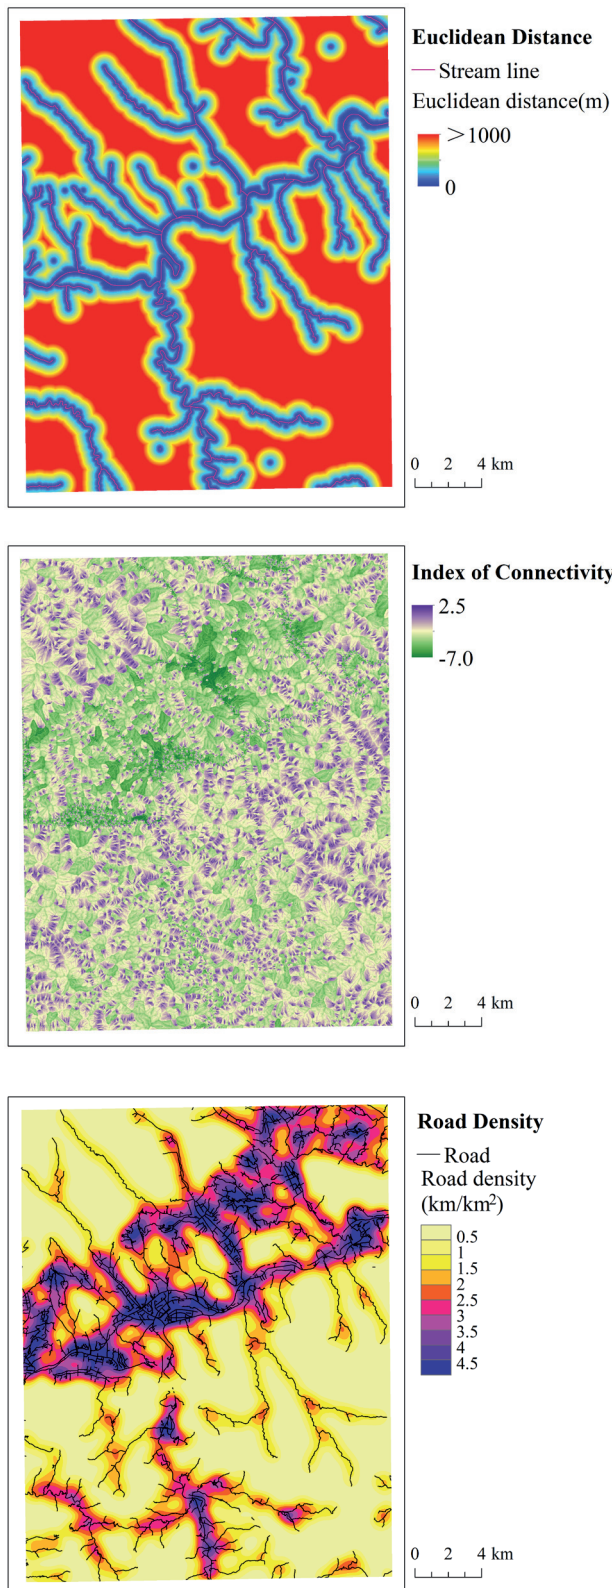 Euclidean Distance
Stream line
Euclidean distance(m)
>1000
0
0 2 4 km
Index of Connectivity
2.5
-7.0
0 2 4 km
Road Density
Road
Road density
(km/km²)
0.5
1
1.5
2
2.5
3
3.5
4
4.5
0 2 4 km